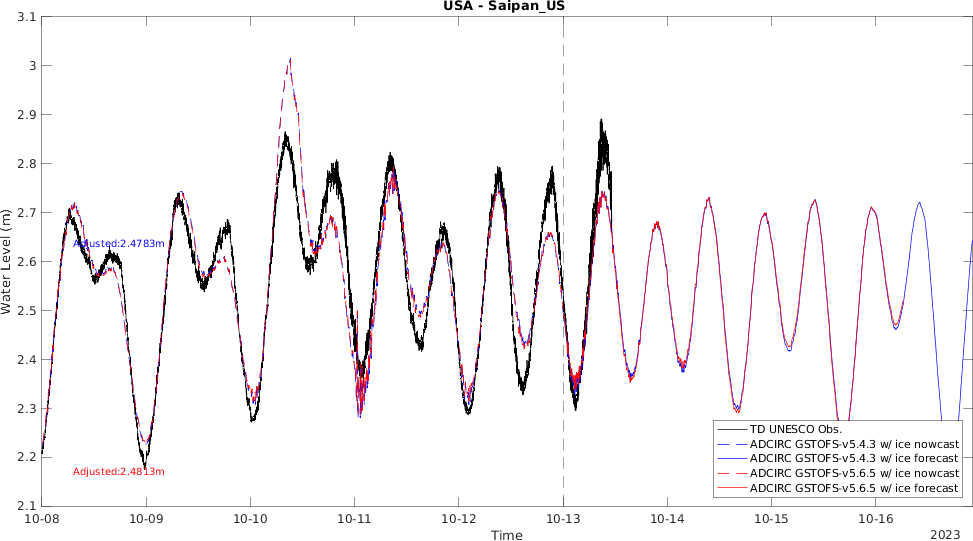 USA - Saipan_US
3.1
3
2.9
2.8
2.7
2.6
2.5
2.4
2.3
2.2
2.1
Water Level (m)
Adjusted:2.4783m
Adjusted:2.4813m
TD UNESCO Obs.
ADCIRC GSTOFS-v5.4.3 w/ ice nowcast
ADCIRC GSTOFS-v5.4.3 w/ ice forecast
ADCIRC GSTOFS-v5.6.5 w/ ice nowcast
ADCIRC GSTOFS-v5.6.5 w/ ice forecast
10-08 10-09 10-10 10-11 10-12 10-13 10-14 10-15 10-16
Time
2023